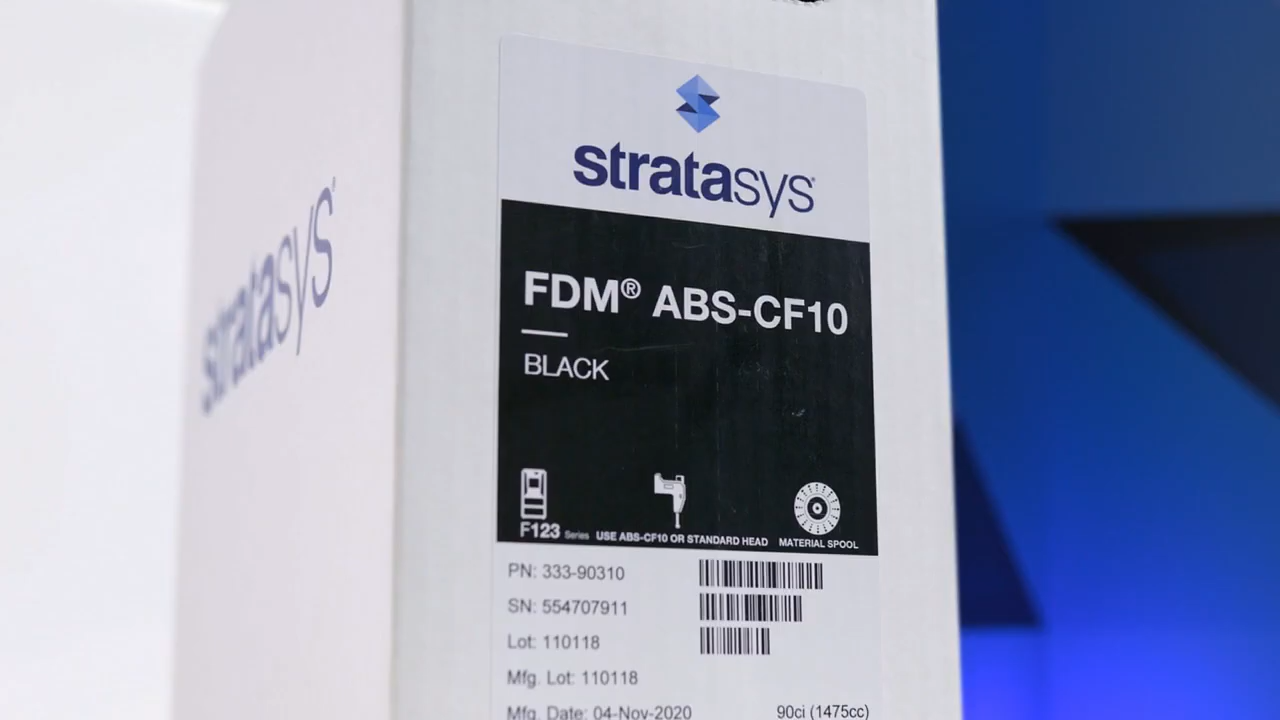 stratasys
stratasys
FDM® ABS-CF10
BLACK
F123 Series
USE ABS-CF10 OR STANDARD HEAD
MATERIAL SPOOL
PN: 333-90310
SN: 554707911
Lot: 110118
Mfg. Lot: 110118
Mfg. Date: 04-Nov-2020
90ci (1475cc)